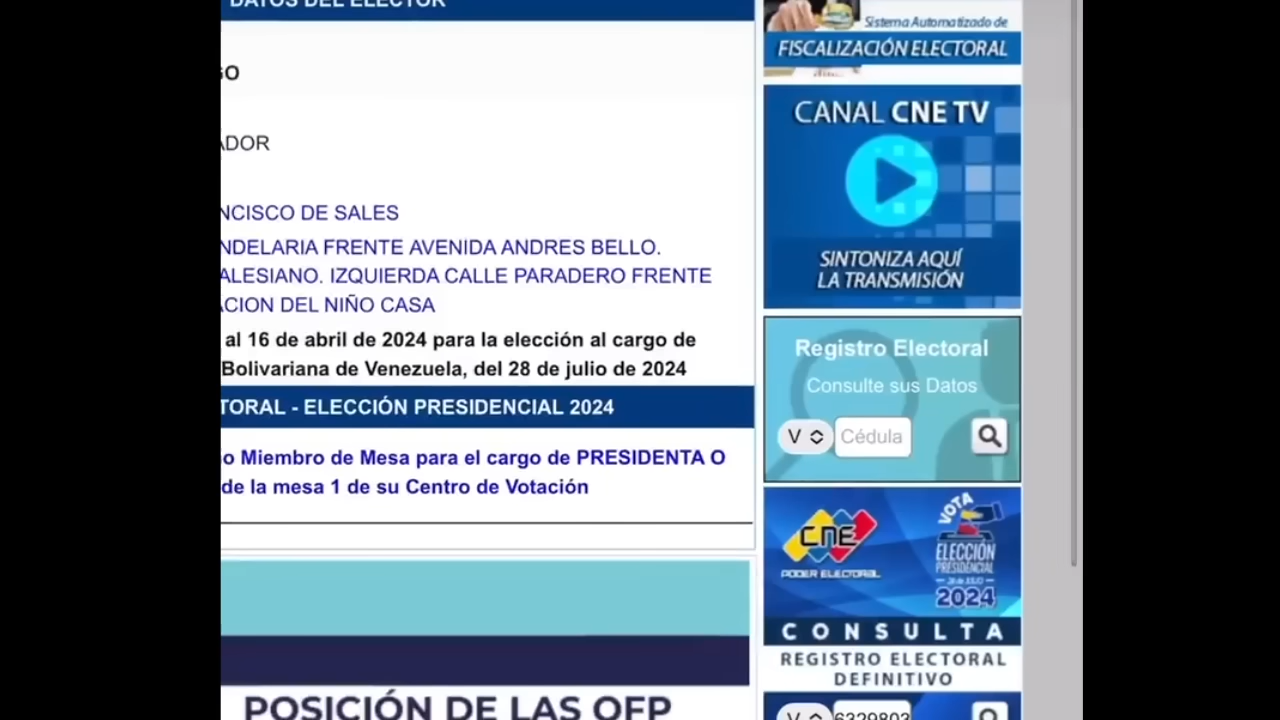 DATOS DEL ELECTOR
GO
ADOR
NCISCO DE SALES
NDELARIA FRENTE AVENIDA ANDRES BELLO.
ALESIANO. IZQUIERDA CALLE PARADERO FRENTE
ACION DEL NIÑO CASA
al 16 de abril de 2024 para la elección al cargo de
Bolivariana de Venezuela, del 28 de julio de 2024
TORAL - ELECCIÓN PRESIDENCIAL 2024
o Miembro de Mesa para el cargo de PRESIDENTA O
de la mesa 1 de su Centro de Votación
POSICIÓN DE LAS OFP
Sistema Automatizado de
FISCALIZACIÓN ELECTORAL
CANAL CNE TV
SINTONIZA AQUÍ
LA TRANSMISIÓN
Registro Electoral
Consulte sus Datos
V Cédula
CNE
PODER ELECTORAL
VOTA
ELECCIÓN
PRESIDENCIAL
28 de JULIO
2024
CONSULTA
REGISTRO ELECTORAL
DEFINITIVO
V 6329803